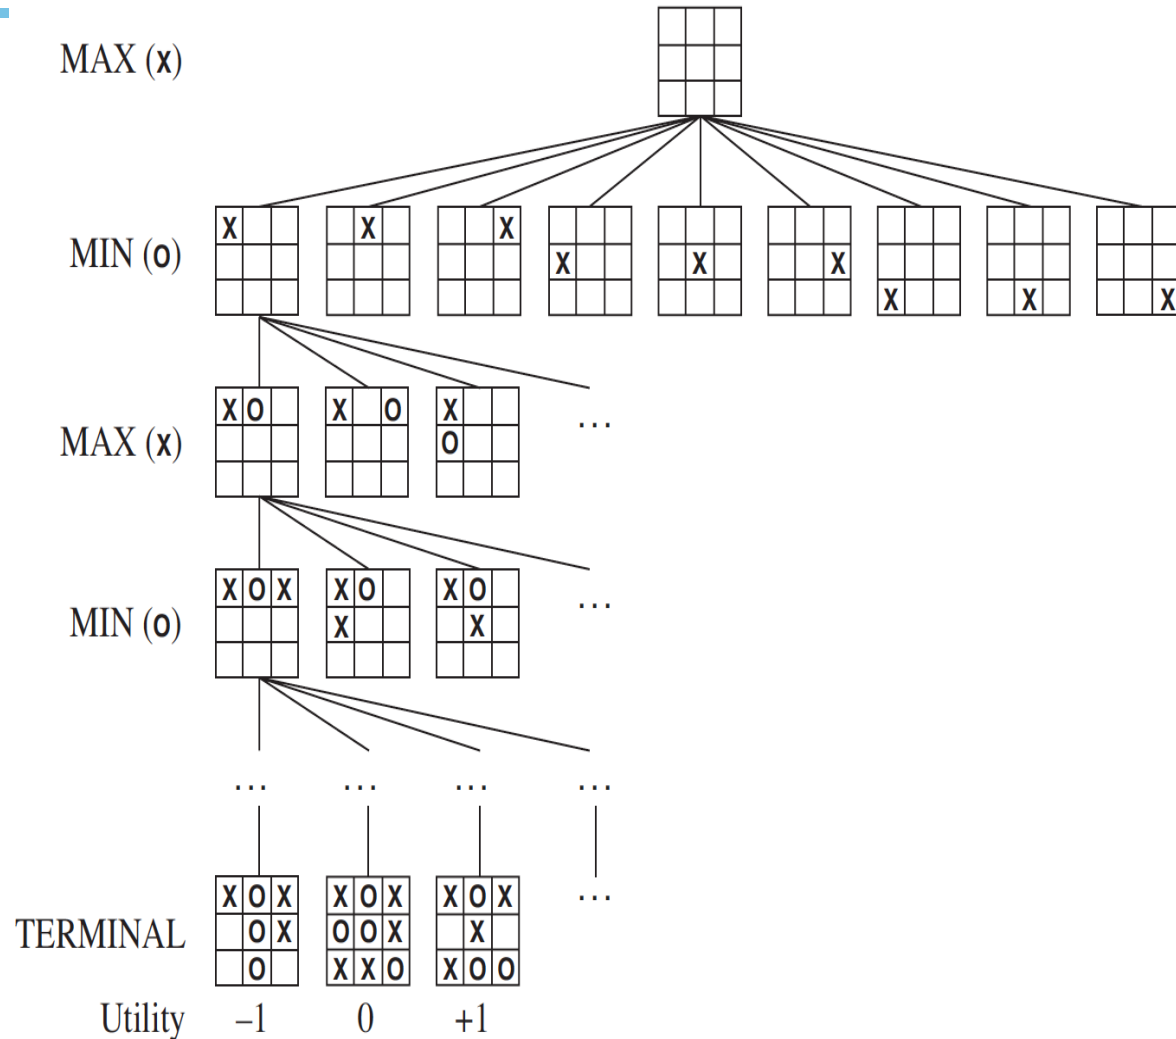 MAX (X)
MIN (O)
X X X
X X X
X X X
MAX (X)
X O X O X
O
...
MIN (O)
X O X X O X O
X X
...
... ... ... ...
TERMINAL
X O X X O X X O X
O X O O X X
O X X O X O O
...
Utility –1 0 +1